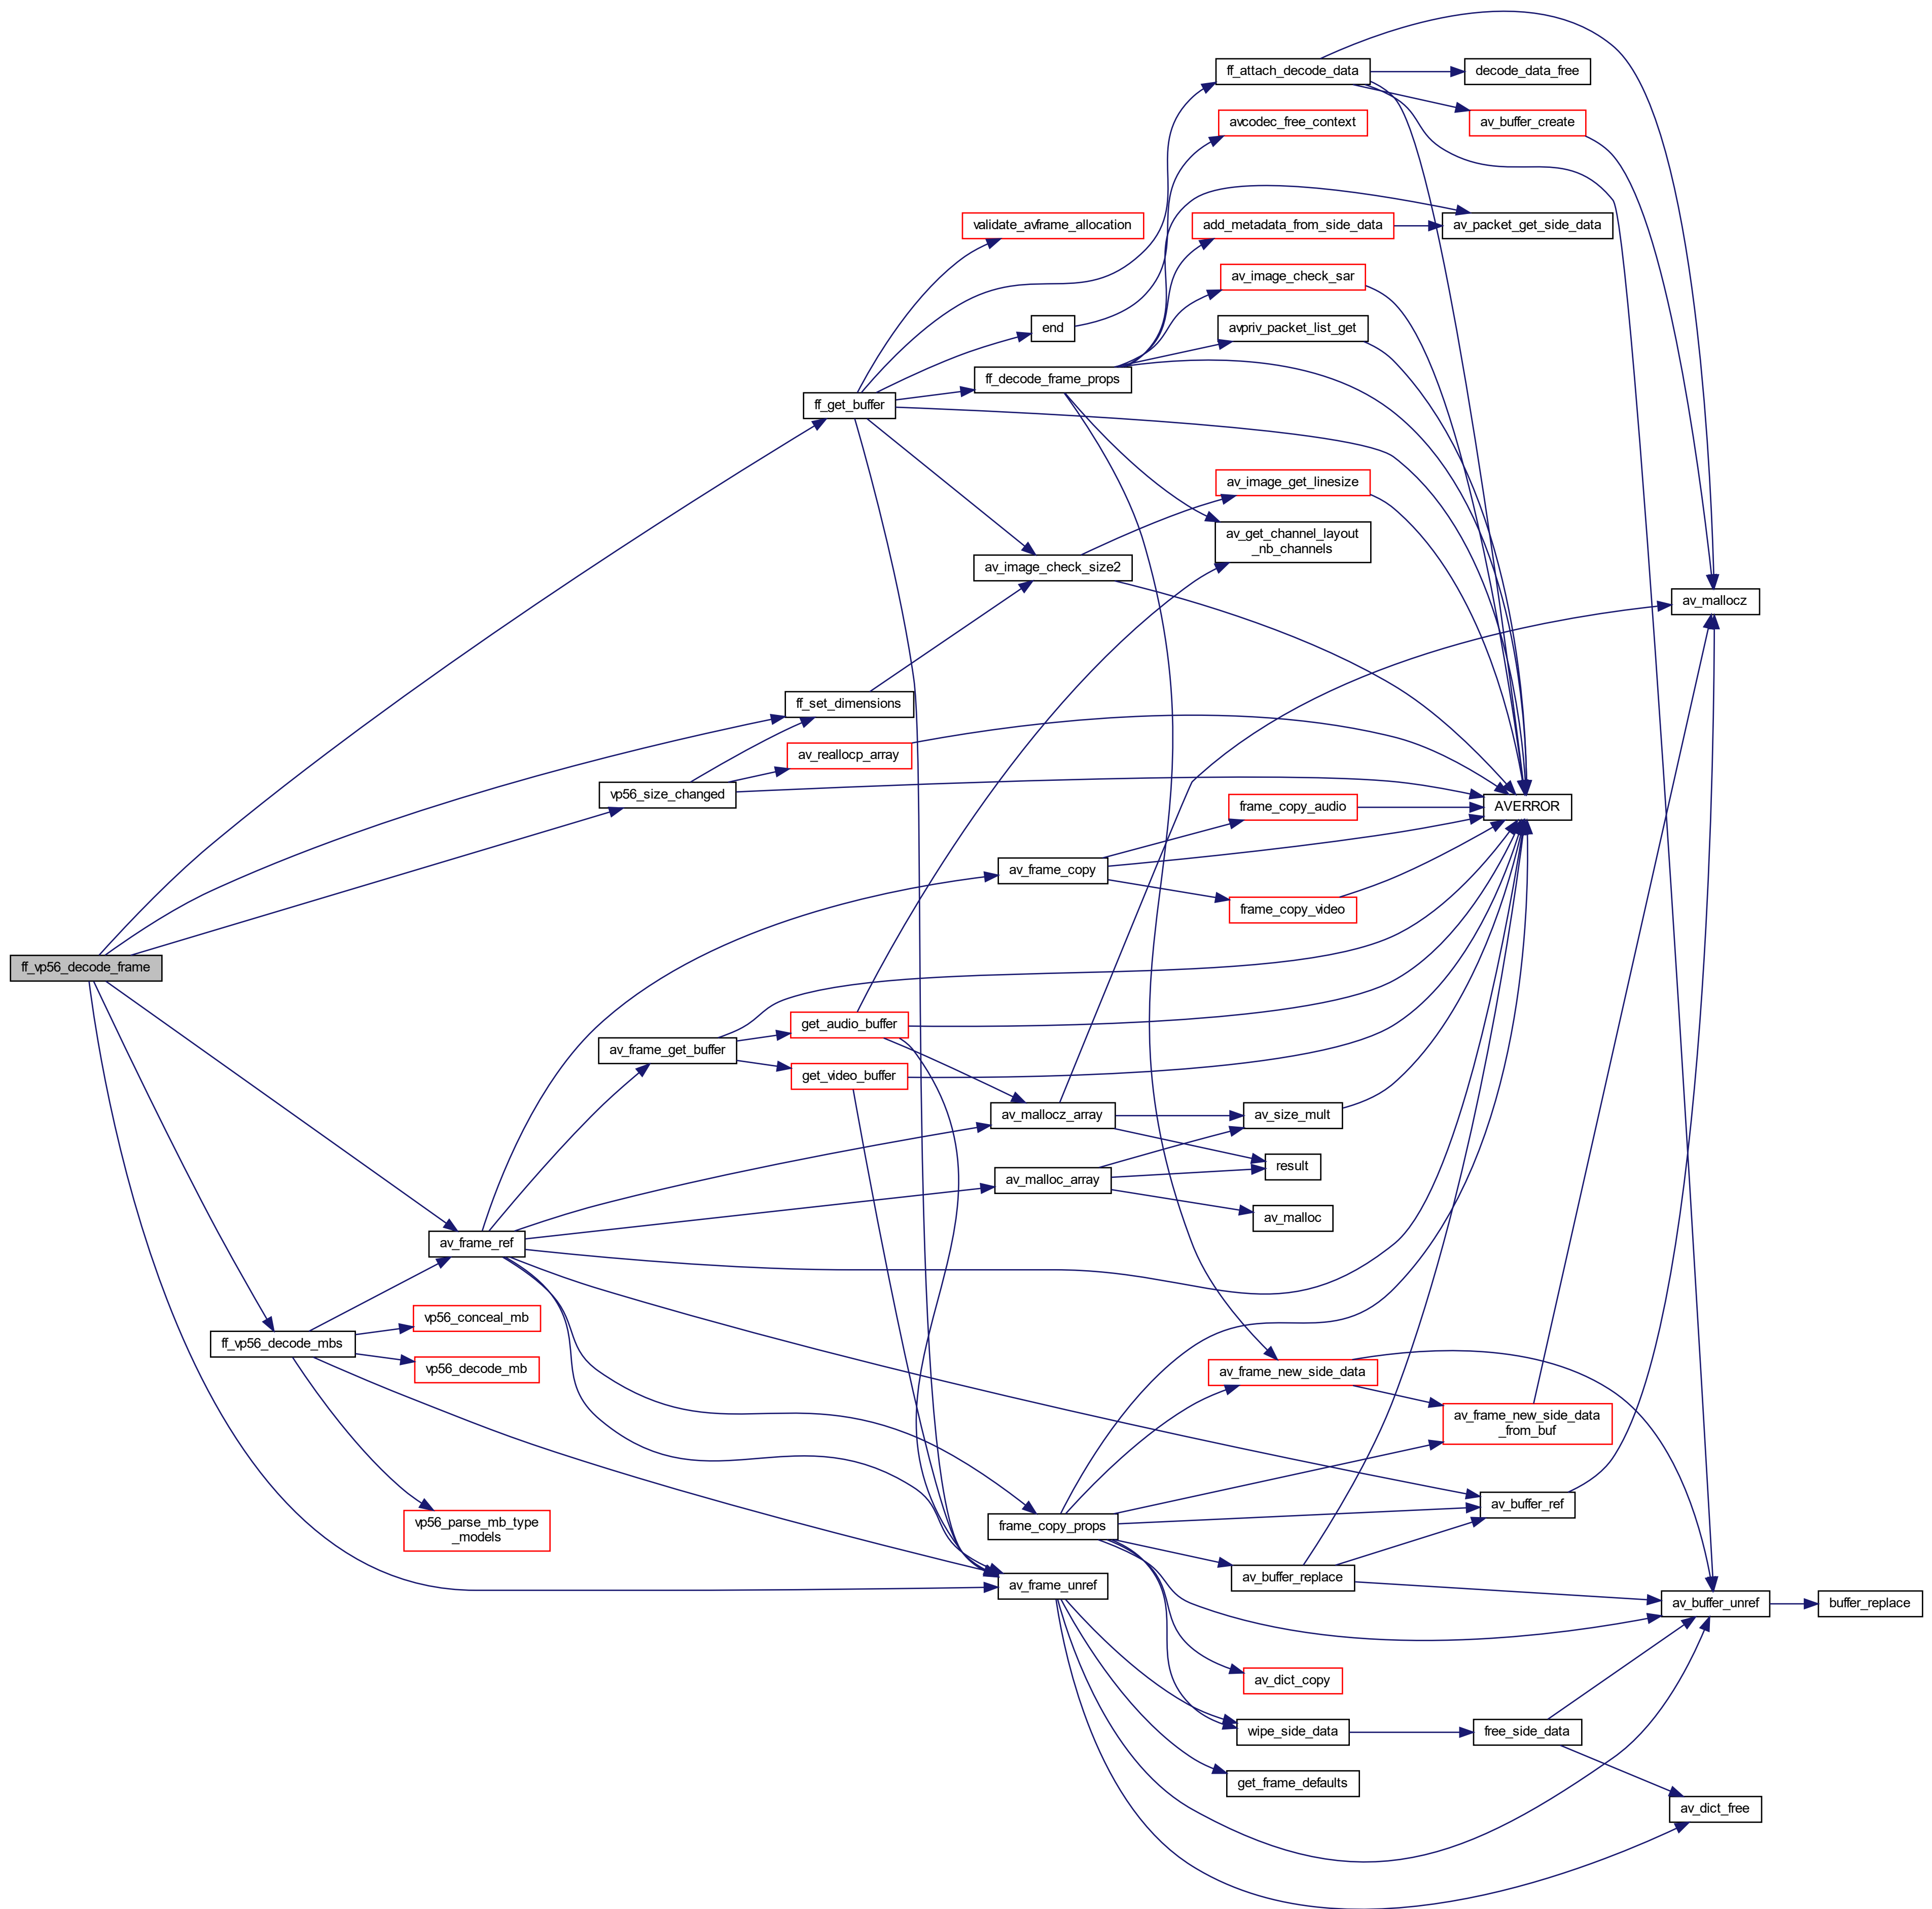 ff_attach_decode_data
decode_data_free
avcodec_free_context
av_buffer_create
validate_avframe_allocation
add_metadata_from_side_data
av_packet_get_side_data
av_image_check_sar
end
avpriv_packet_list_get
ff_decode_frame_props
ff_get_buffer
av_image_get_linesize
av_get_channel_layout
_nb_channels
av_image_check_size2
av_mallocz
ff_set_dimensions
av_reallocp_array
vp56_size_changed
frame_copy_audio
AVERROR
av_frame_copy
frame_copy_video
ff_vp56_decode_frame
get_audio_buffer
av_frame_get_buffer
get_video_buffer
av_mallocz_array
av_size_mult
av_malloc_array
result
av_malloc
av_frame_ref
vp56_conceal_mb
ff_vp56_decode_mbs
vp56_decode_mb
av_frame_new_side_data
av_frame_new_side_data
_from_buf
vp56_parse_mb_type
_models
frame_copy_props
av_buffer_ref
av_buffer_replace
av_frame_unref
av_buffer_unref
buffer_replace
av_dict_copy
wipe_side_data
free_side_data
get_frame_defaults
av_dict_free